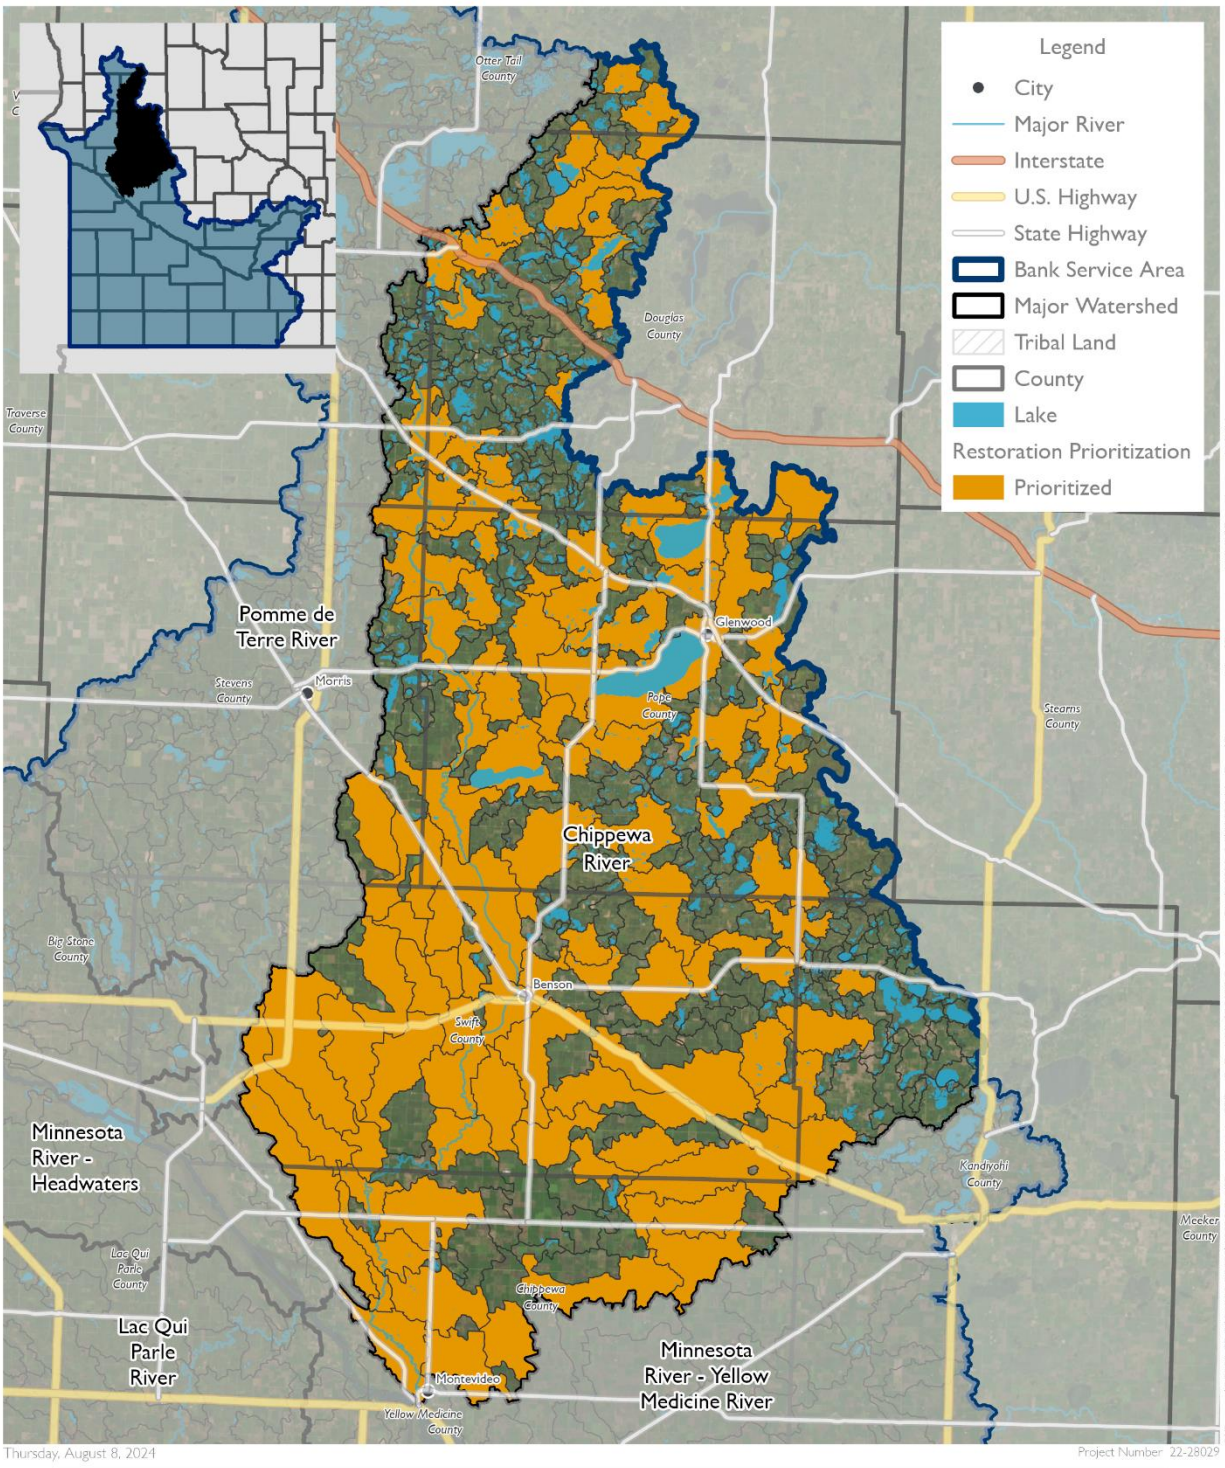 Legend
City
Major River
Interstate
U.S. Highway
State Highway
Bank Service Area
Major Watershed
Tribal Land
County
Lake
Restoration Prioritization
Prioritized
Otter Tail
County
Douglas
County
Traverse
County
Pomme de
Terre River
Glenwood
Morris
Stevens
County
Pope
County
Stearns
County
Chippewa
River
Big Stone
County
Benson
Swift
County
Minnesota
River -
Headwaters
Kandiyohi
County
Meeker
County
Lac Qui
Parle
County
Chippewa
County
Lac Qui
Parle
River
Minnesota
River - Yellow
Medicine River
Montevideo
Yellow Medicine
County
Thursday, August 8, 2024
Project Number 22-28029